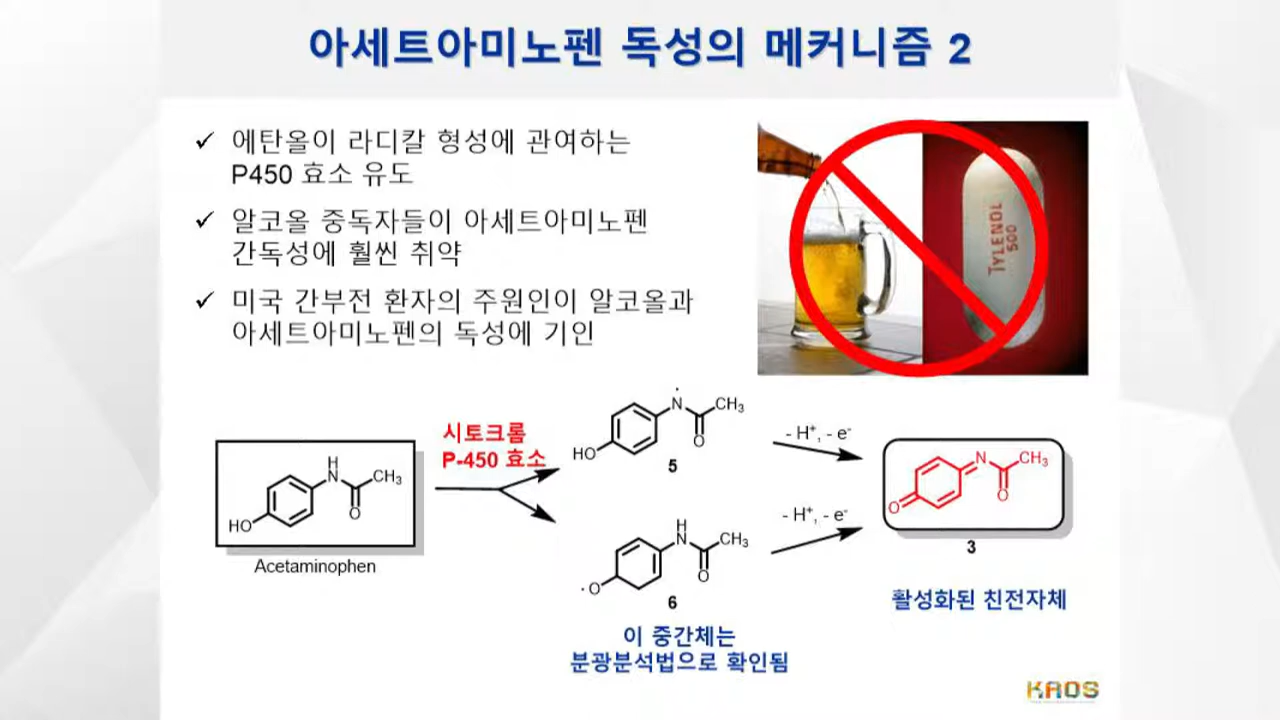 아세트아미노펜 독성의 메커니즘 2
✓ 에탄올이 라디칼 형성에 관여하는
P450 효소 유도
✓ 알코올 중독자들이 아세트아미노펜
간독성에 훨씬 취약
✓ 미국 간부전 환자의 주원인이 알코올과
아세트아미노펜의 독성에 기인
TYLENOL
500
시토크롬
P-450 효소
HO
H
N
O
CH3
Acetaminophen
HO
N
O
CH3
5
·O
H
N
O
CH3
6
이 중간체는
분광분석법으로 확인됨
- H+, - e-
- H+, - e-
O
N
O
CH3
3
활성화된 친전자체
KAOS